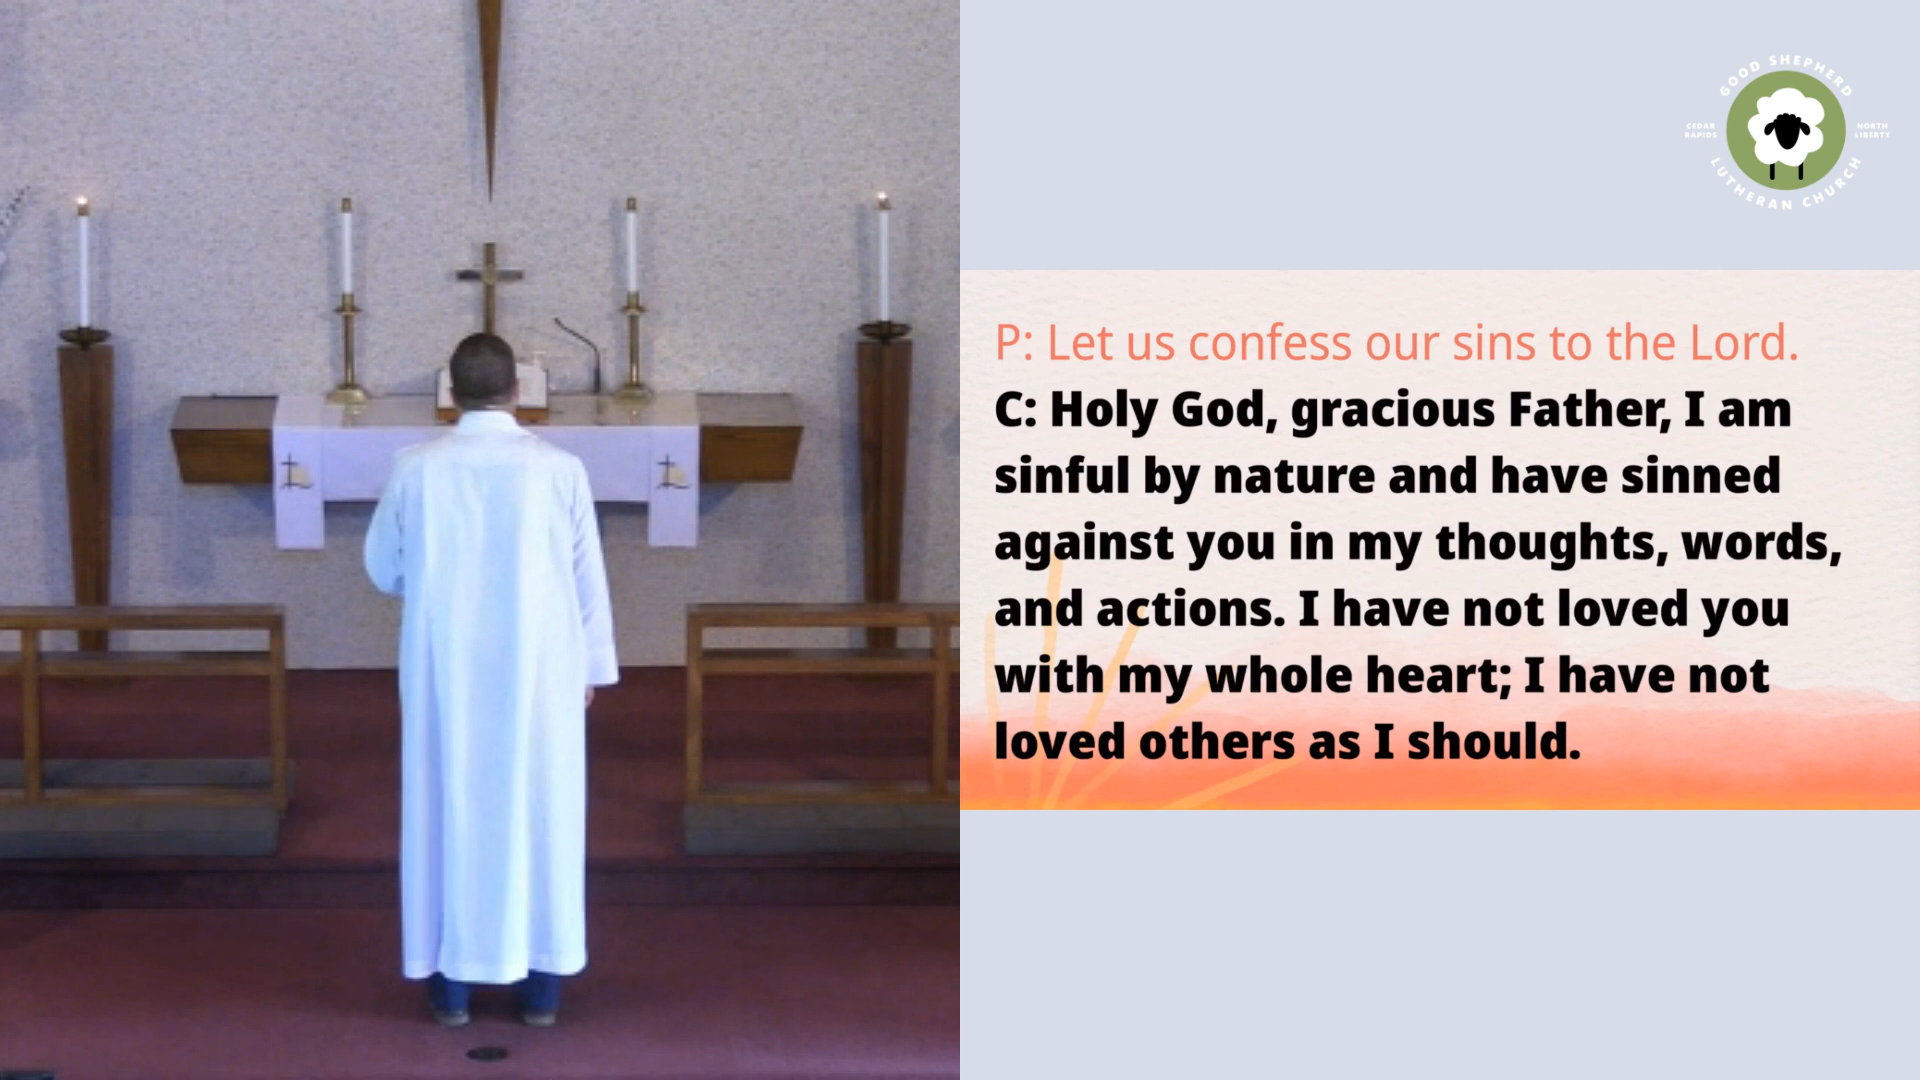 GOOD SHEPHERD
CEDAR RAPIDS
NORTH LIBERTY
LUTHERAN CHURCH
P: Let us confess our sins to the Lord.
C: Holy God, gracious Father, I am
sinful by nature and have sinned
against you in my thoughts, words,
and actions. I have not loved you
with my whole heart; I have not
loved others as I should.